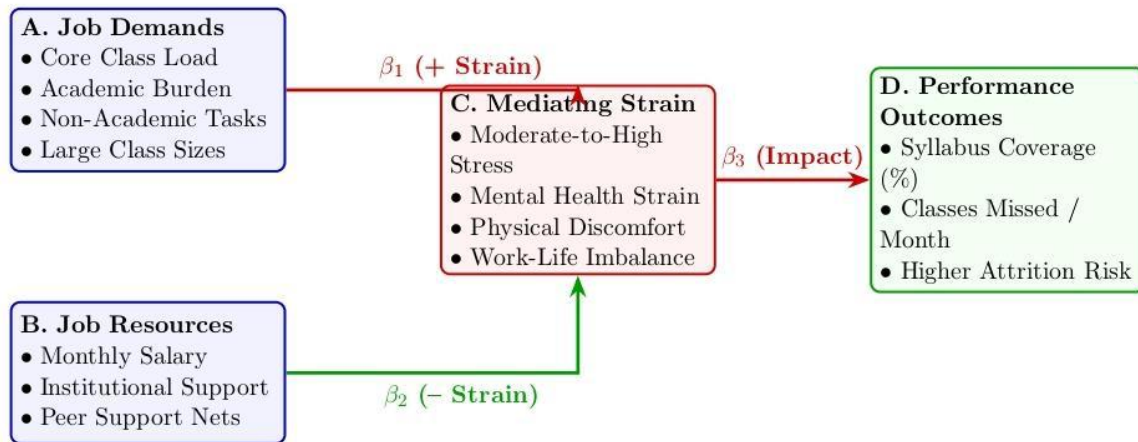 A. Job Demands
• Core Class Load
• Academic Burden
• Non-Academic Tasks
• Large Class Sizes
β₁ (+ Strain)
C. Mediating Strain
• Moderate-to-High
Stress
• Mental Health Strain
• Physical Discomfort
• Work-Life Imbalance
β₃ (Impact)
D. Performance
Outcomes
• Syllabus Coverage
(%)
• Classes Missed /
Month
• Higher Attrition Risk
B. Job Resources
• Monthly Salary
• Institutional Support
• Peer Support Nets
β₂ (– Strain)